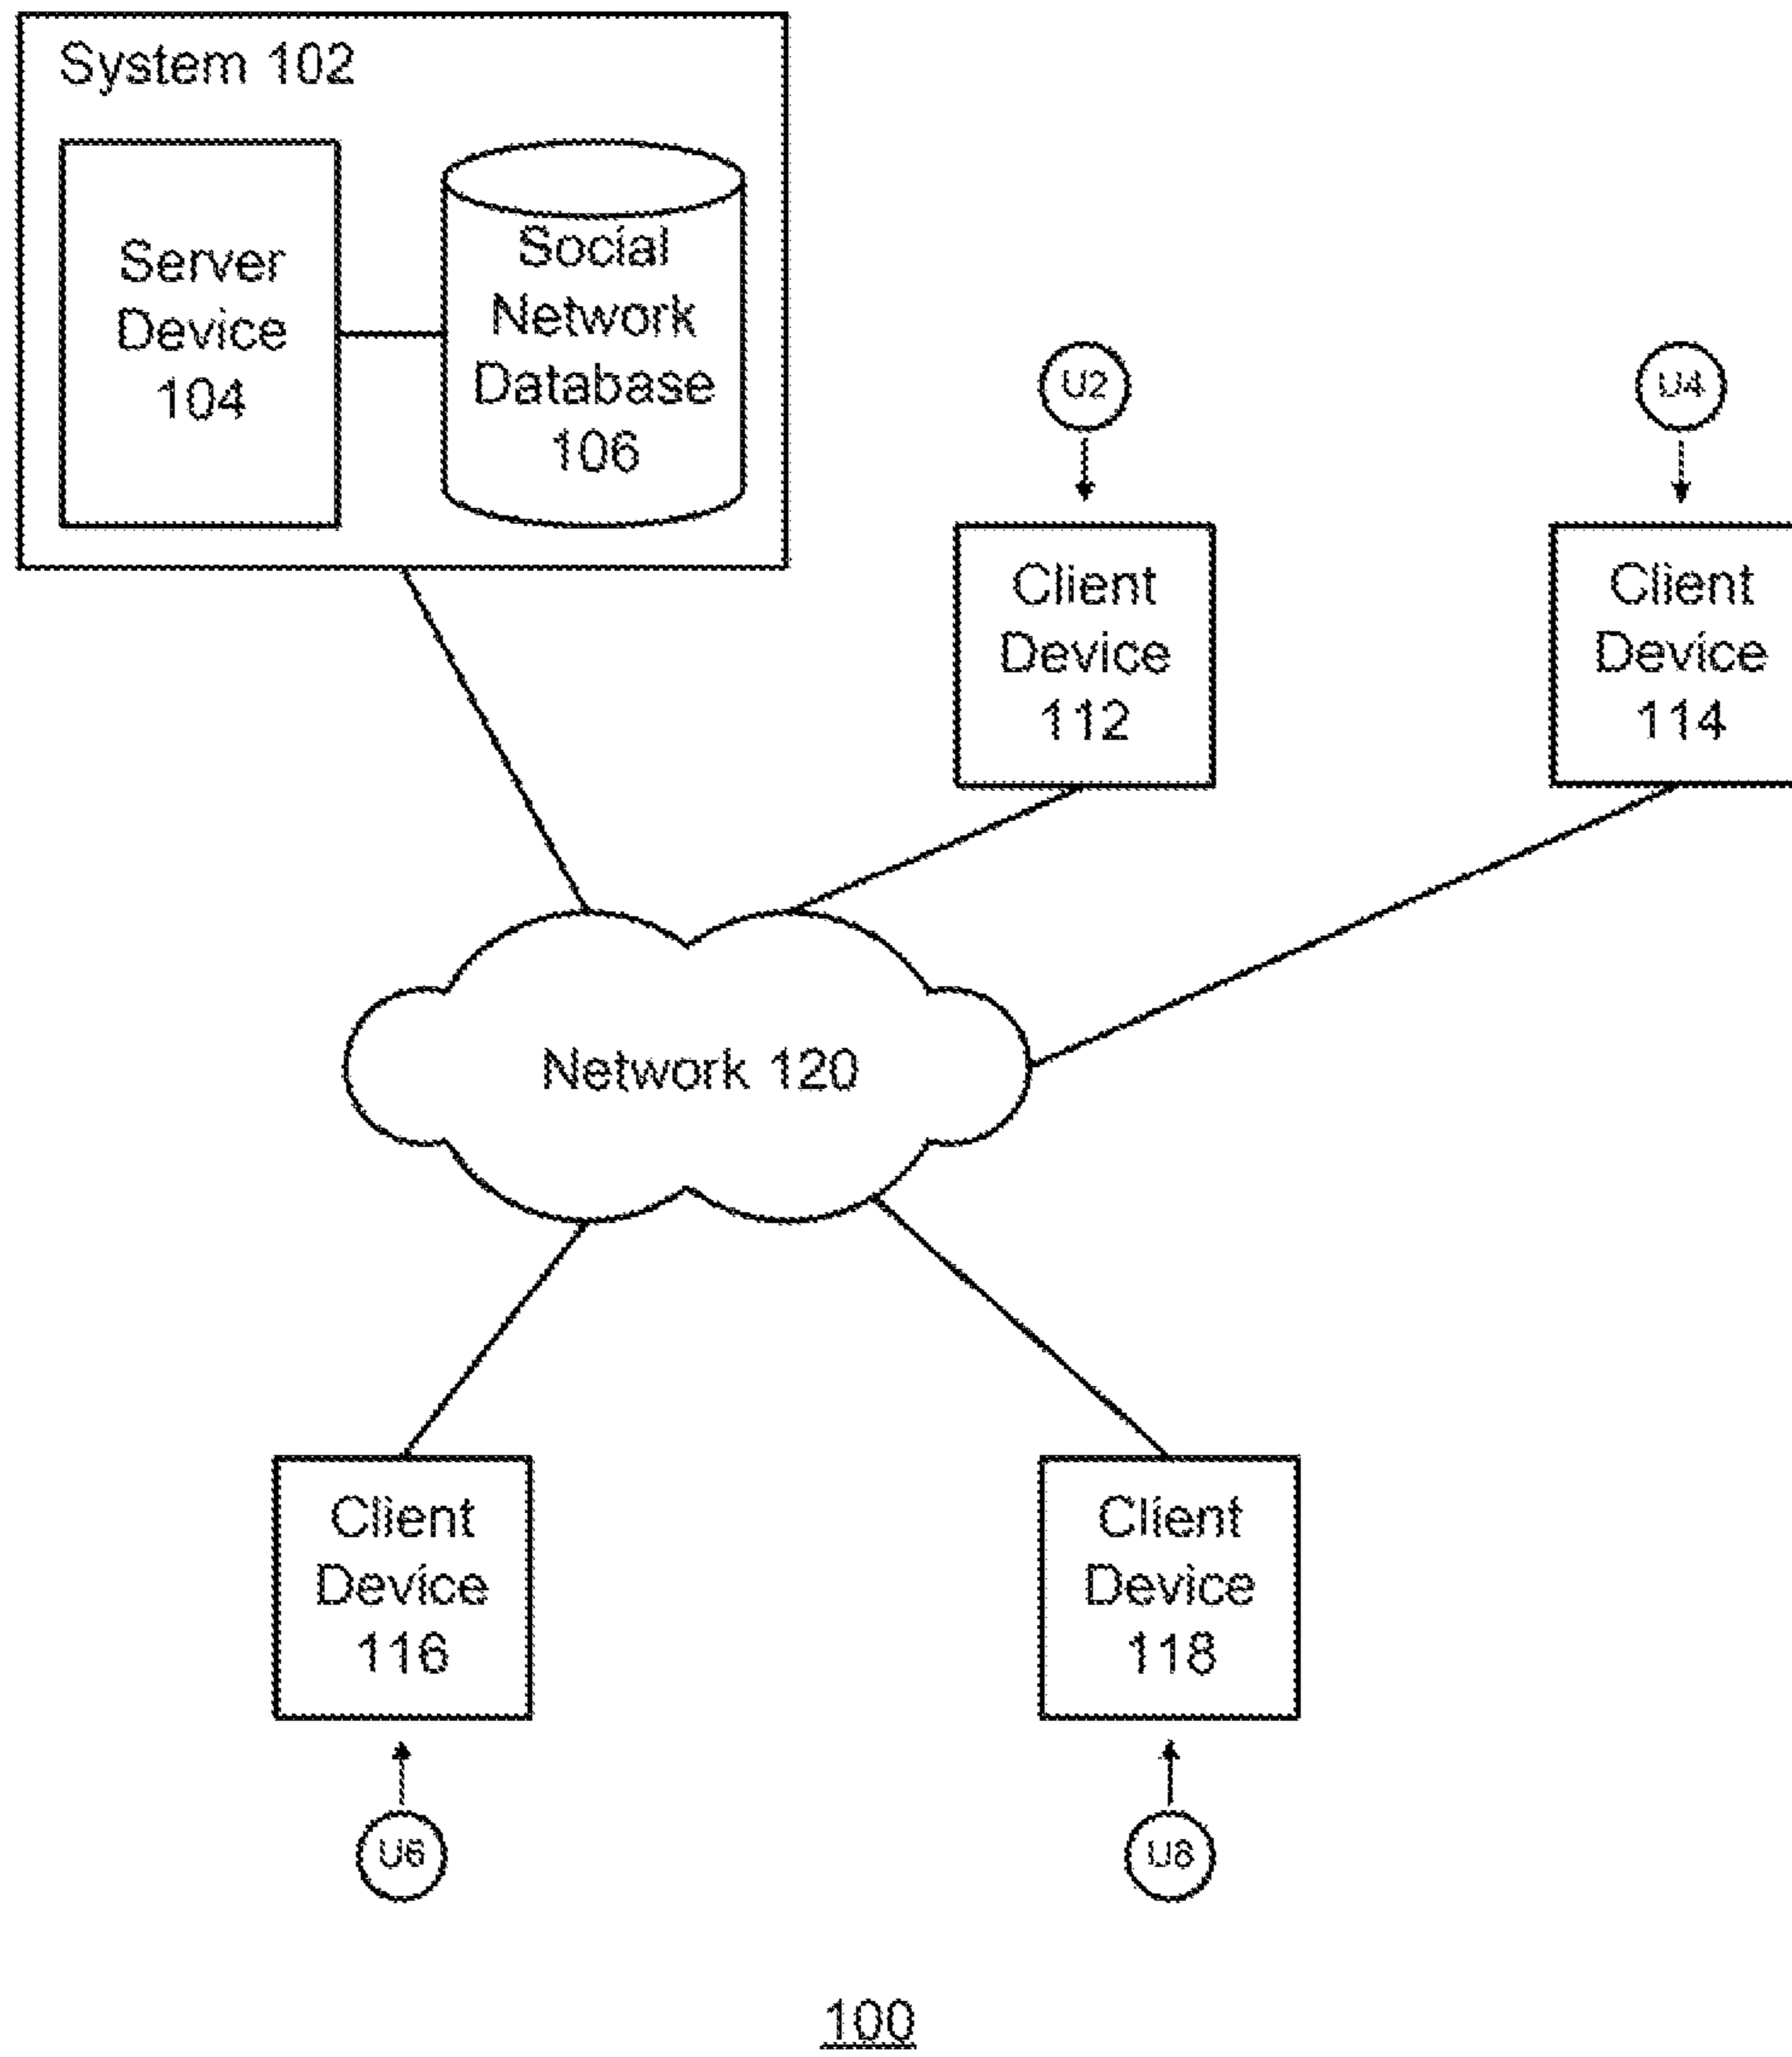 System 102
Server
Device
104
Social
Network
Database
106
U2
U4
Client
Device
112
Client
Device
114
Network 120
Client
Device
116
Client
Device
118
U6
U8
100